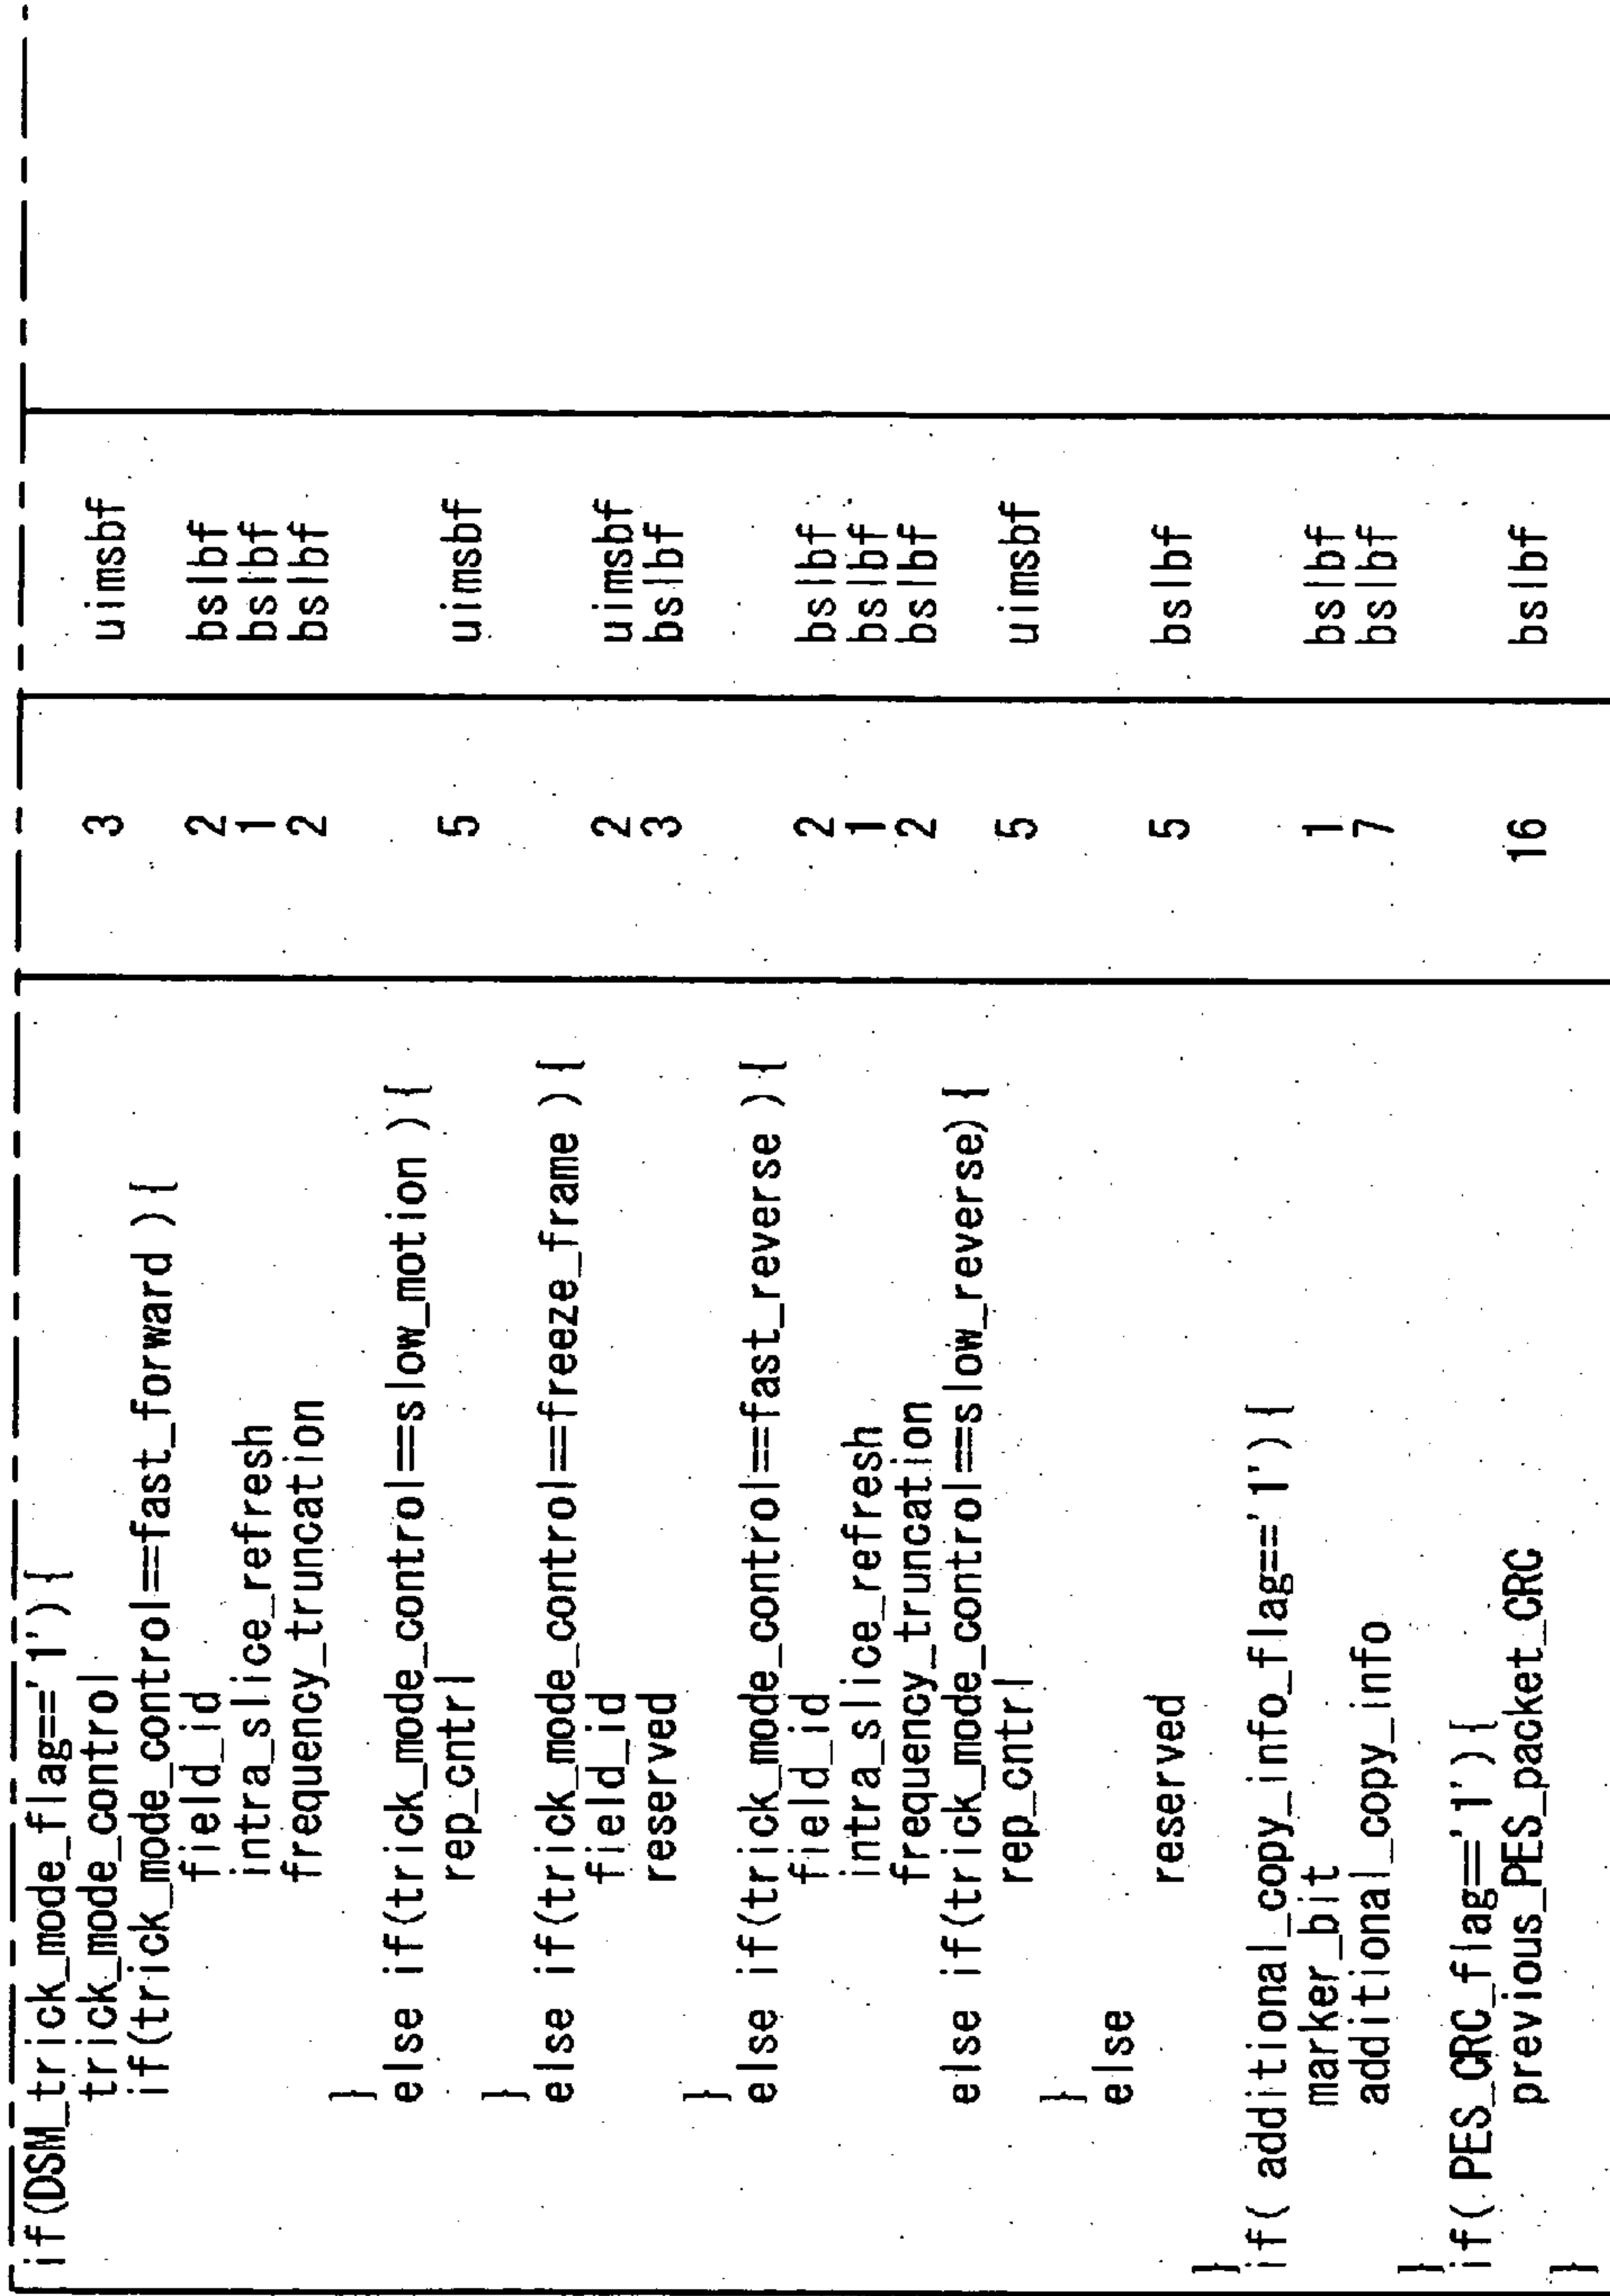 if(DSM_trick_mode_flag=='1'){
trick_mode_control 3 uimsbf
if(trick_mode_control==fast_forward ){
field_id 2 bslbf
intra_slice_refresh 1 bslbf
frequency_truncation 2 bslbf
}
else if(trick_mode_control==slow_motion ){
rep_cntrl 5 uimsbf
}
else if(trick_mode_control==freeze_frame ){
field_id 2 uimsbf
reserved 3 bslbf
}
else if(trick_mode_control==fast_reverse ){
field_id 2 bslbf
intra_slice_refresh 1 bslbf
frequency_truncation 2 bslbf
else if(trick_mode_control==slow_reverse){
rep_cntrl 5 uimsbf
}
else
reserved 5 bslbf
}
if( additional_copy_info_flag=='1'){
marker_bit 1 bslbf
additional_copy_info 7 bslbf
}
if( PES_CRC_flag=='1'){
previous_PES_packet_CRC 16 bslbf
}